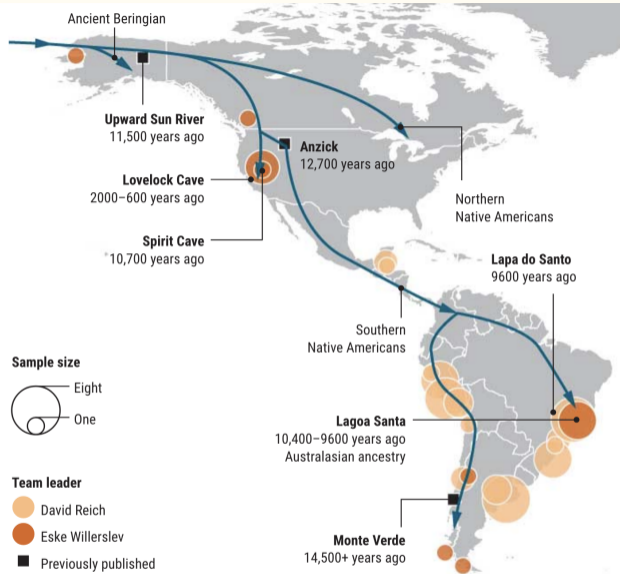 Ancient Beringian
Upward Sun River
11,500 years ago
Anzick
12,700 years ago
Lovelock Cave
2000–600 years ago
Northern
Native Americans
Spirit Cave
10,700 years ago
Lapa do Santo
9600 years ago
Southern
Native Americans
Sample size
Eight
One
Lagoa Santa
10,400–9600 years ago
Australasian ancestry
Team leader
David Reich
Eske Willerslev
Previously published
Monte Verde
14,500+ years ago